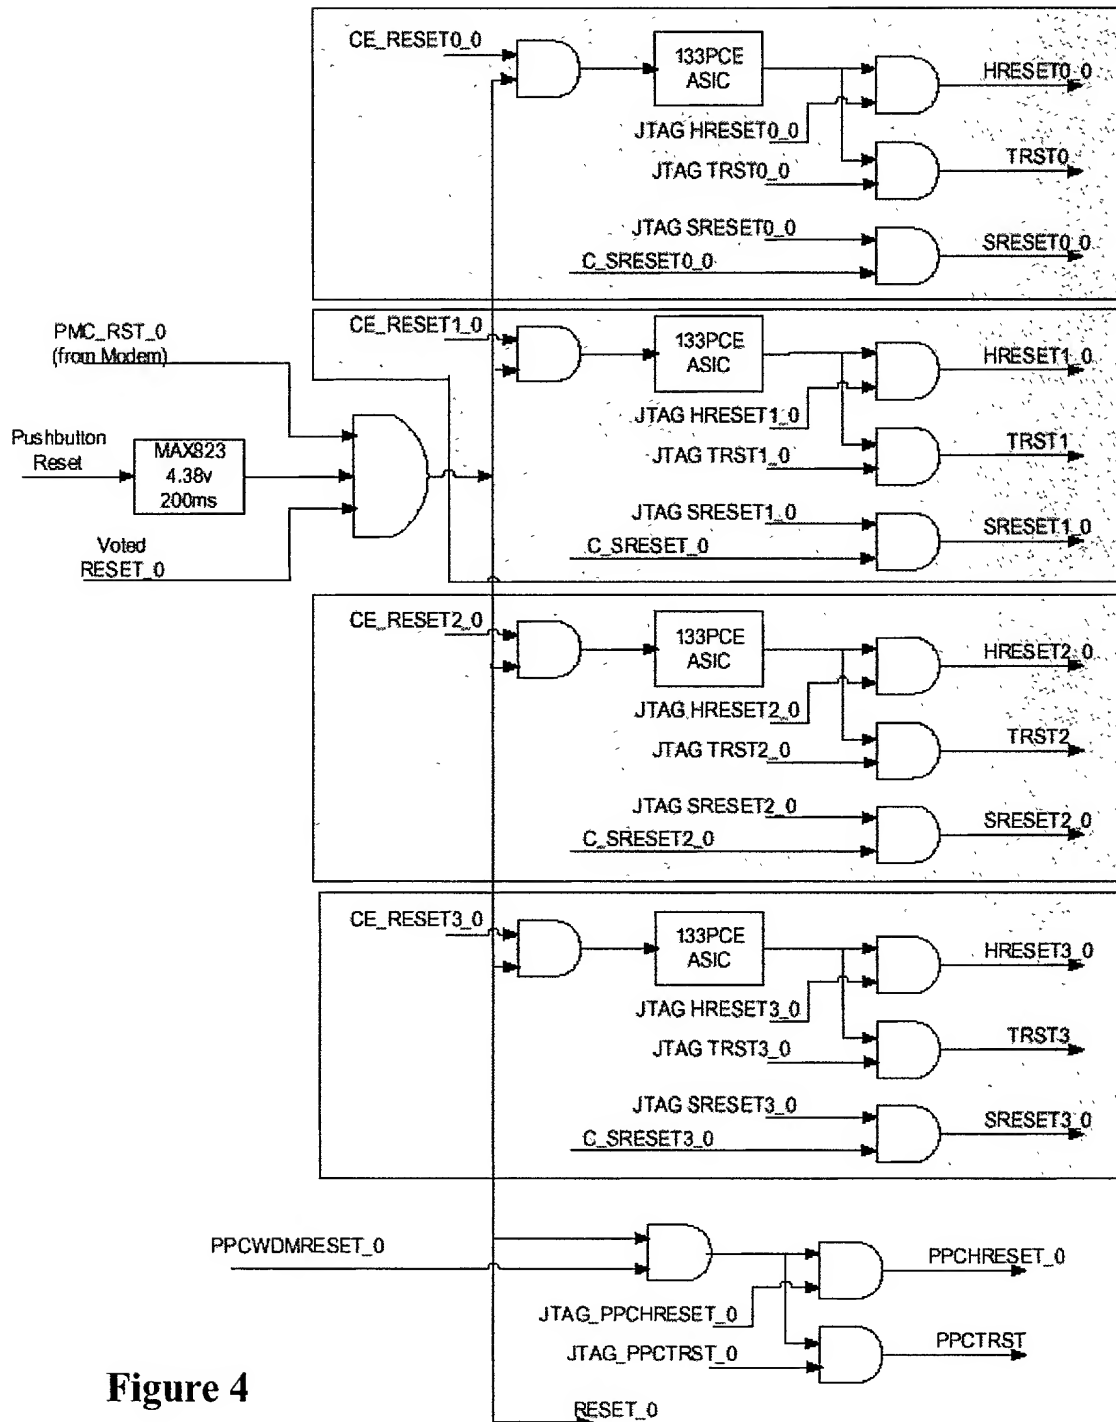 CE_RESET0_0
133PCE
ASIC
HRESET0_0
JTAG HRESET0_0
TRST0
JTAG TRST0_0
JTAG SRESET0_0
SRESET0_0
C_SRESET0_0
PMC_RST_0
(from Modem)
Pushbutton
Reset
MAX823
4.38v
200ms
Voted
RESET_0
CE_RESET1_0
133PCE
ASIC
HRESET1_0
JTAG HRESET1_0
TRST1
JTAG TRST1_0
JTAG SRESET1_0
SRESET1_0
C_SRESET_0
CE_RESET2_0
133PCE
ASIC
HRESET2_0
JTAG HRESET2_0
TRST2
JTAG TRST2_0
JTAG SRESET2_0
SRESET2_0
C_SRESET2_0
CE_RESET3_0
133PCE
ASIC
HRESET3_0
JTAG HRESET3_0
TRST3
JTAG TRST3_0
JTAG SRESET3_0
SRESET3_0
C_SRESET3_0
PPCWDMRESET_0
PPCHRESET_0
JTAG_PPCHRESET_0
PPCTRST
JTAG_PPCTRST_0
RESET_0
Figure 4